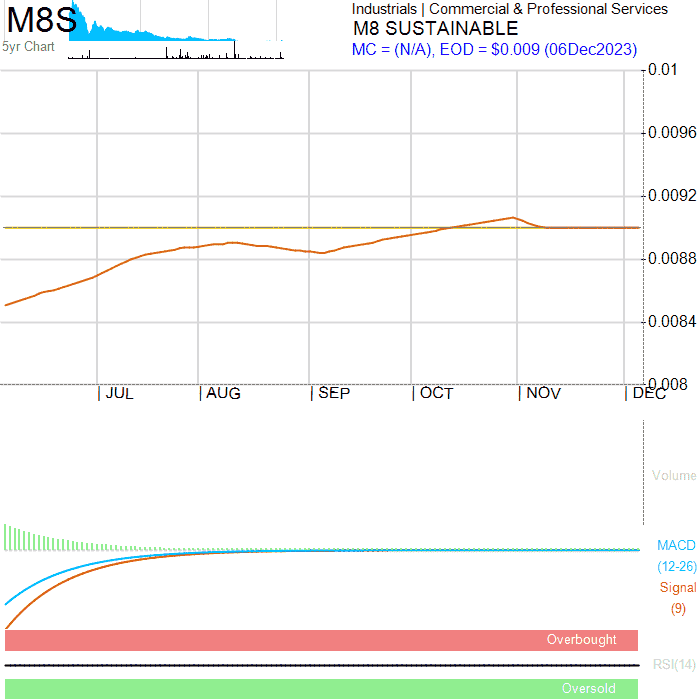 M8S
5yr Chart
Industrials | Commercial & Professional Services
M8 SUSTAINABLE
MC = (N/A), EOD = $0.009 (06Dec2023)
0.01
0.0096
0.0092
0.0088
0.0084
0.008
| JUL | AUG | SEP | OCT | NOV | DEC
Volume
MACD
(12-26)
Signal
(9)
Overbought
RSI(14)
Oversold